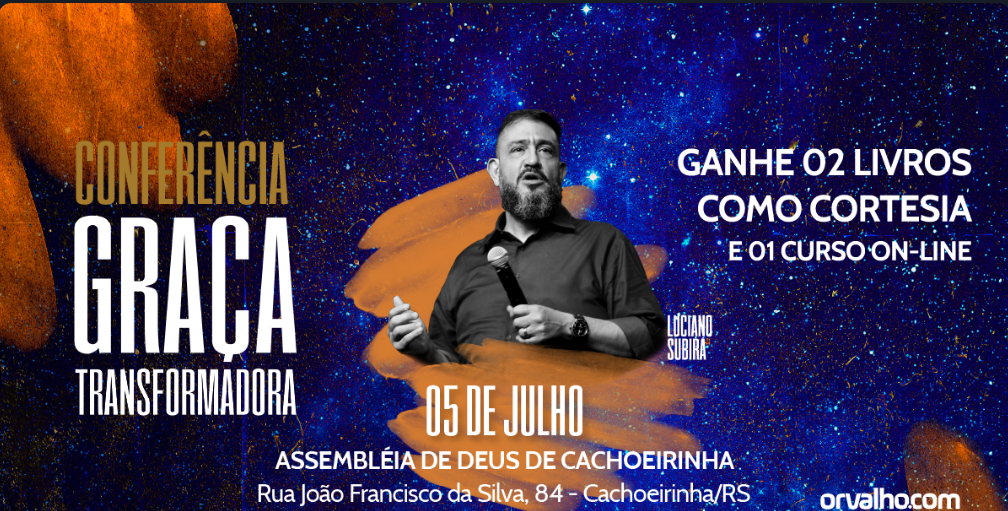 CONFERÊNCIA
GRAÇA
TRANSFORMADORA
GANHE 02 LIVROS
COMO CORTESIA
E 01 CURSO ON-LINE
LUCIANO
SUBIRÁ
05 DE JULHO
ASSEMBLÉIA DE DEUS DE CACHOEIRINHA
Rua João Francisco da Silva, 84 - Cachoeirinha/RS
orvalho.com